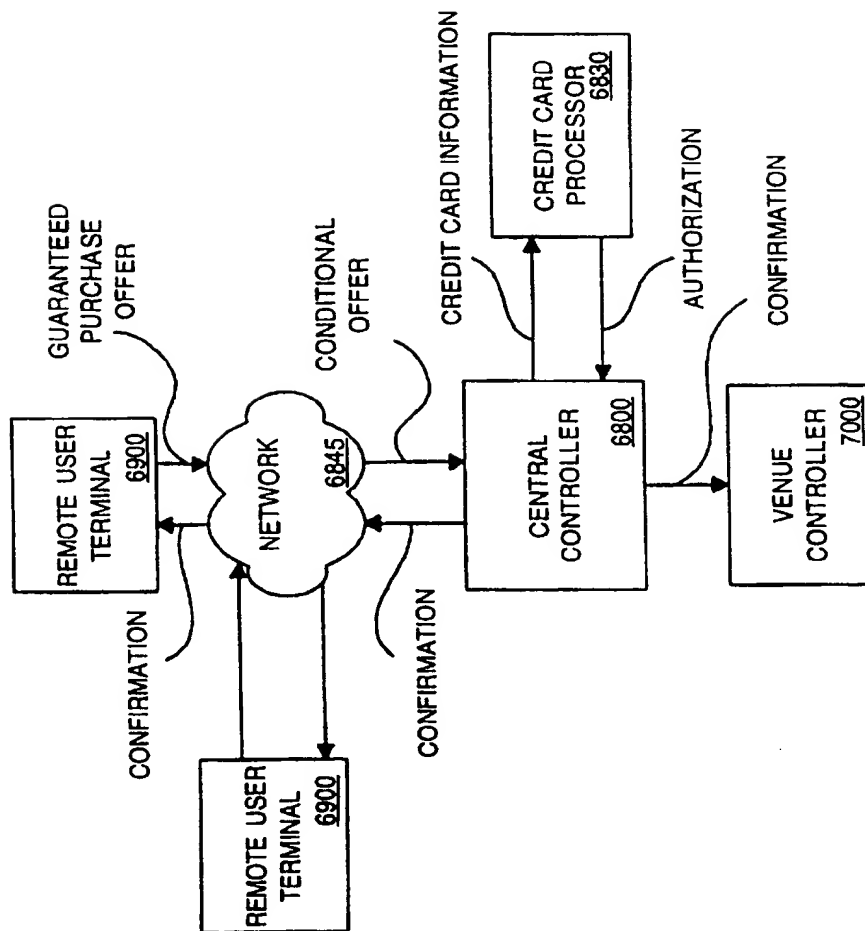 GUARANTEED
PURCHASE
OFFER
REMOTE USER
TERMINAL
6900
CONFIRMATION
NETWORK
6845
REMOTE USER
TERMINAL
6900
CONDITIONAL
OFFER
CONFIRMATION
CREDIT CARD INFORMATION
CREDIT CARD
PROCESSOR
6830
CENTRAL
CONTROLLER
6800
AUTHORIZATION
CONFIRMATION
VENUE
CONTROLLER
7000